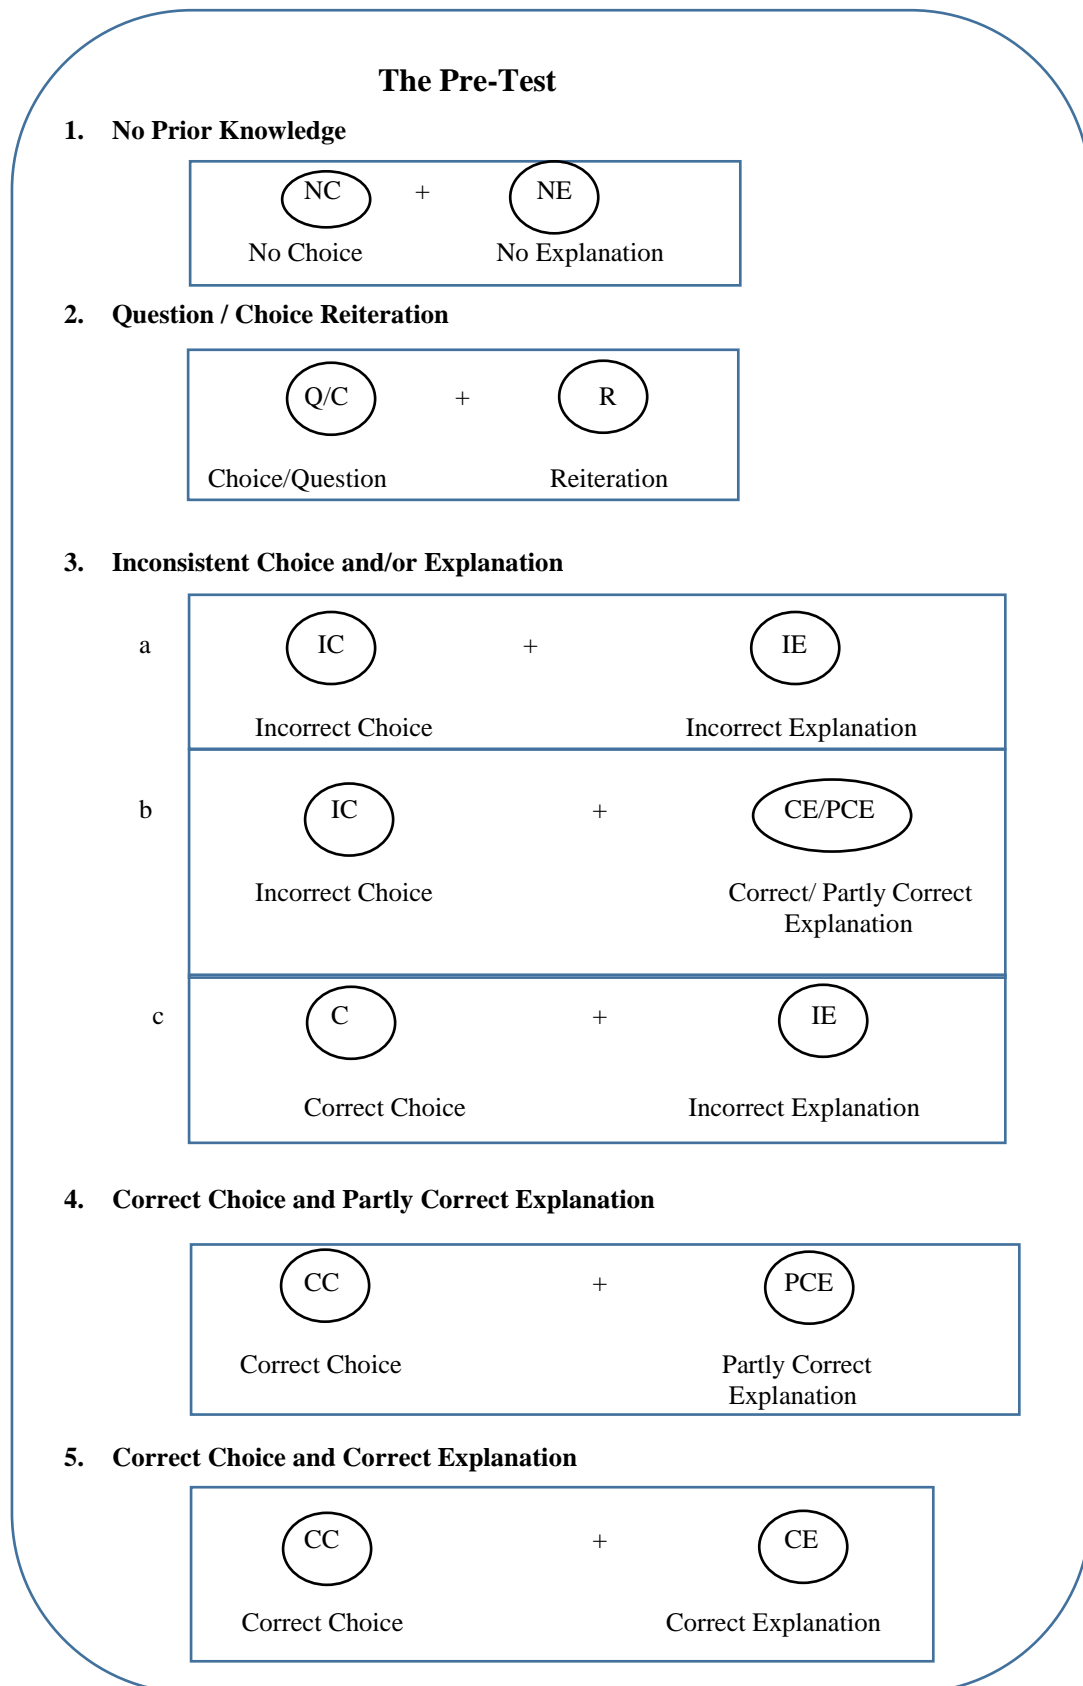 The Pre-Test
1. No Prior Knowledge
NC + NE
No Choice No Explanation
2. Question / Choice Reiteration
Q/C + R
Choice/Question Reiteration
3. Inconsistent Choice and/or Explanation
a IC + IE
Incorrect Choice Incorrect Explanation
b IC + CE/PCE
Incorrect Choice Correct/ Partly Correct
Explanation
c C + IE
Correct Choice Incorrect Explanation
4. Correct Choice and Partly Correct Explanation
CC + PCE
Correct Choice Partly Correct
Explanation
5. Correct Choice and Correct Explanation
CC + CE
Correct Choice Correct Explanation